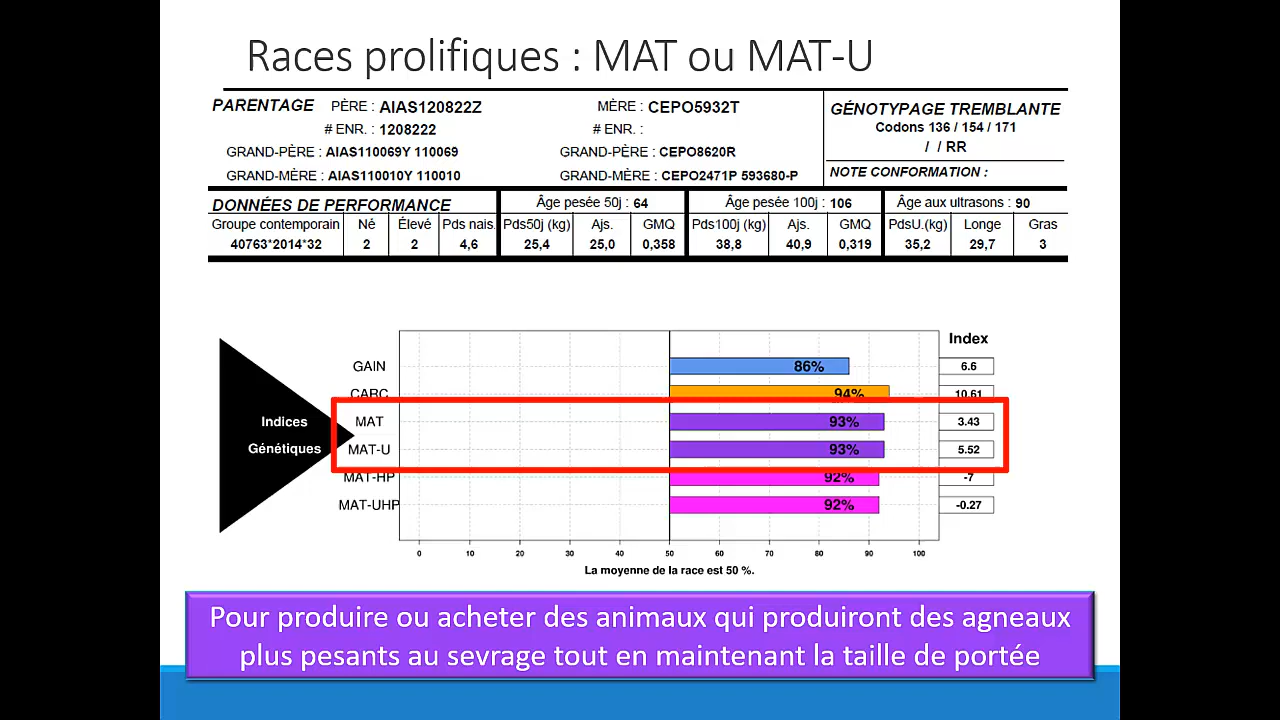 Races prolifiques : MAT ou MAT-U
PARENTAGE PÈRE : AIAS120822Z MÈRE : CEPO5932T
# ENR. : 1208222 # ENR. :
GRAND-PÈRE : AIAS110069Y 110069 GRAND-PÈRE : CEPO8620R
GRAND-MÈRE : AIAS110010Y 110010 GRAND-MÈRE : CEPO2471P 593680-P
GÉNOTYPAGE TREMBLANTE
Codons 136 / 154 / 171
/ / RR
NOTE CONFORMATION :
DONNÉES DE PERFORMANCE Âge pesée 50j : 64 Âge pesée 100j : 106 Âge aux ultrasons : 90
Groupe contemporain Né Élevé Pds nais. Pds50j (kg) Ajs. GMQ Pds100j (kg) Ajs. GMQ PdsU.(kg) Longe Gras
40763*2014*32 2 2 4,6 25,4 25,0 0,358 38,8 40,9 0,319 35,2 29,7 3
Index
GAIN 86% 6.6
CARC 94% 10.61
MAT 93% 3.43
MAT-U 93% 5.52
MAT-HP 92% -7
MAT-UHP 92% -0.27
Indices
Génétiques
0 10 20 30 40 50 60 70 80 90 100
La moyenne de la race est 50 %.
Pour produire ou acheter des animaux qui produiront des agneaux
plus pesants au sevrage tout en maintenant la taille de portée